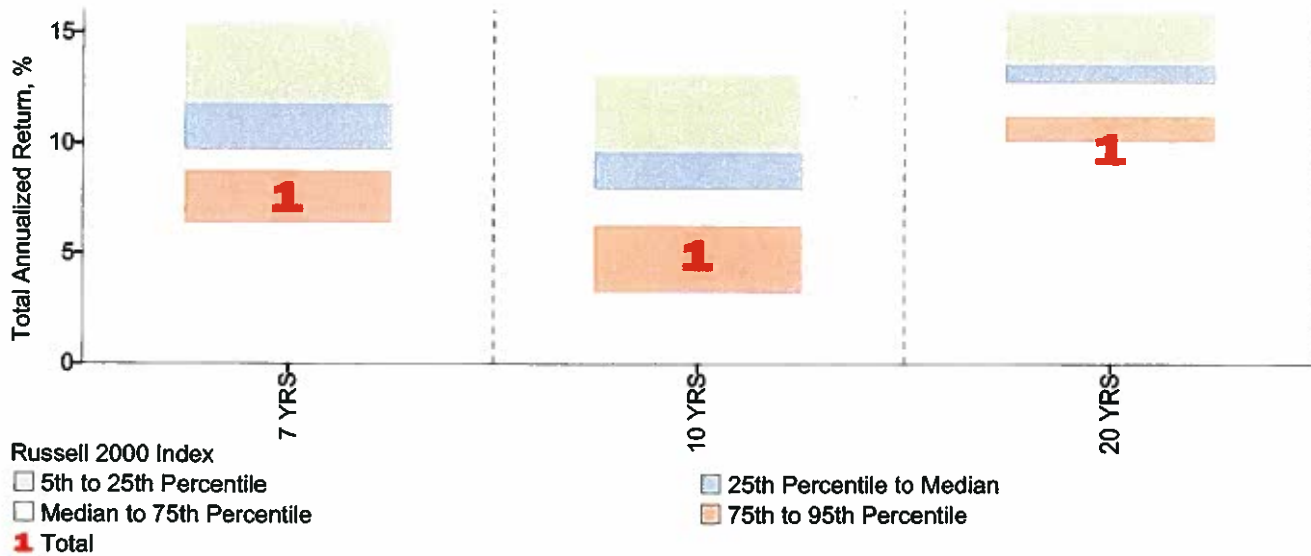 Total Annualized Return, %
15
10
5
0
1
1
1
7 YRS
10 YRS
20 YRS
Russell 2000 Index
5th to 25th Percentile
25th Percentile to Median
Median to 75th Percentile
75th to 95th Percentile
1 Total